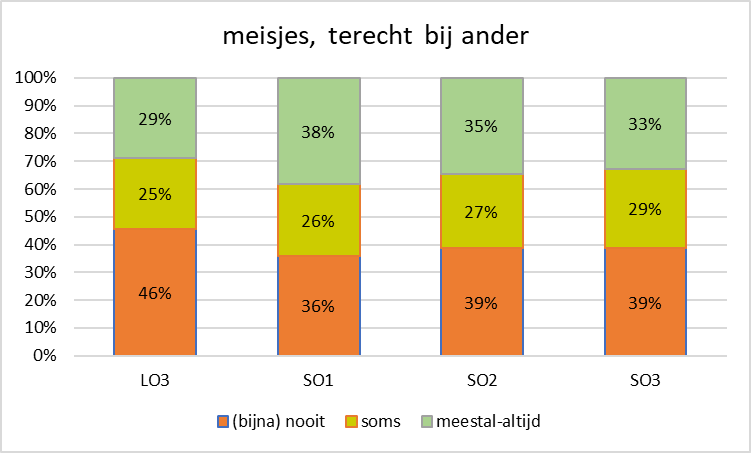 meisjes, terecht bij ander
100%
90%
80%
70%
60%
50%
40%
30%
20%
10%
0%
29% 38% 35% 33%
25% 26% 27% 29%
46% 36% 39% 39%
LO3 SO1 SO2 SO3
(bijna) nooit soms meestal-altijd